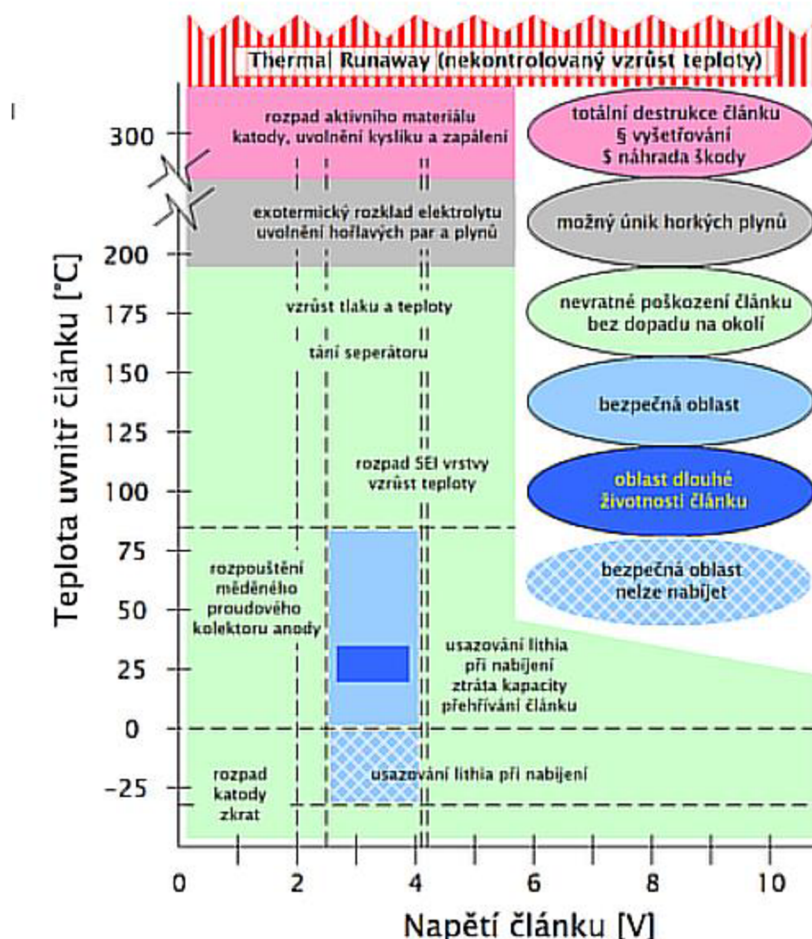 Thermal Runaway (nekontrolovaný vzrůst teploty)
rozpad aktivního materiálu
katody, uvolnění kyslíku a zapálení
exotermický rozklad elektrolytu
uvolnění hořlavých par a plynů
vzrůst tlaku a teploty
tání seperátoru
rozpad SEI vrstvy
vzrůst teploty
rozpouštění
měděného
proudového
kolektoru anody
usazování lithia
při nabíjení
ztráta kapacity
přehřívání článku
rozpad
katody
zkrat
usazování lithia při nabíjení
totální destrukce článku
§ vyšetřování
$ náhrada škody
možný únik horkých plynů
nevratné poškození článku
bez dopadu na okolí
bezpečná oblast
oblast dlouhé
životnosti článku
bezpečná oblast
nelze nabíjet
Teplota uvnitř článku [°C]
300
200
175
150
125
100
75
50
25
0
-25
0 2 4 6 8 10
Napětí článku [V]